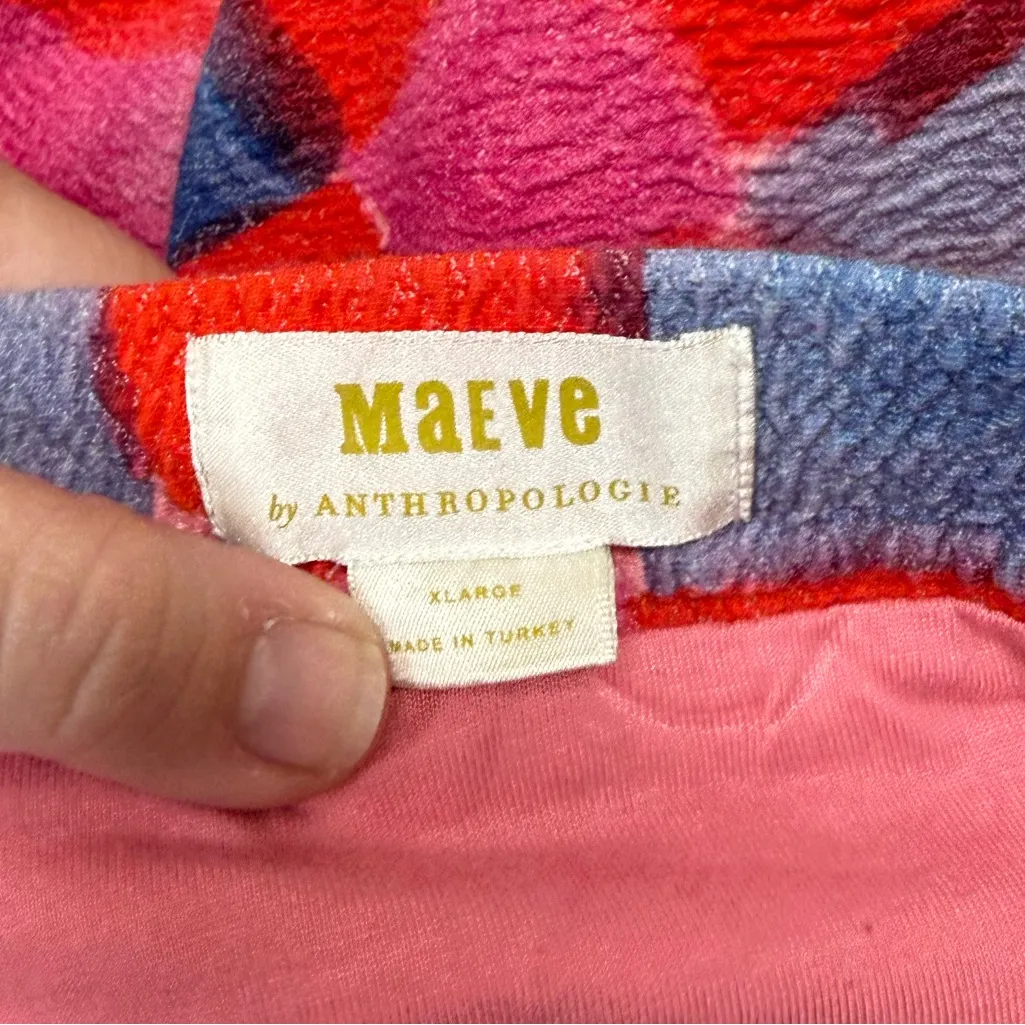 MaEVe
by ANTHROPOLOGIE
XLARGE
MADE IN TURKEY